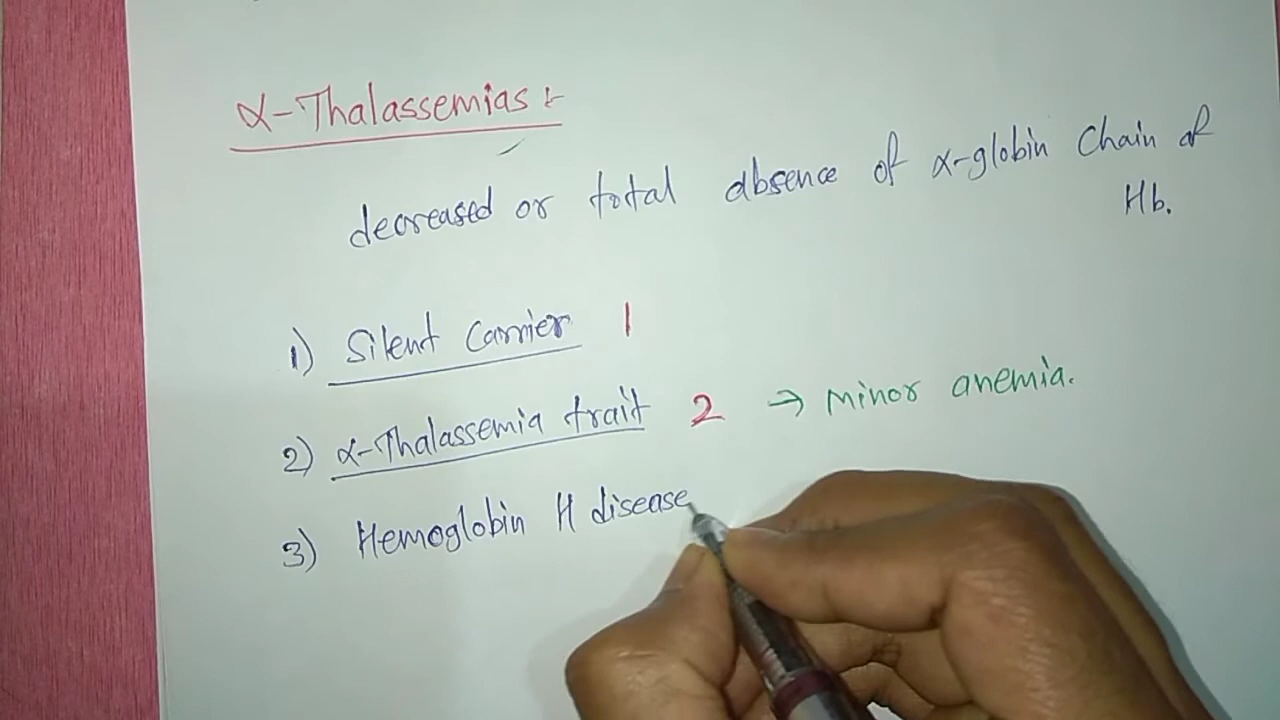 α-Thalassemias :-
decreased or total absence of α-globin Chain of
Hb.
1) Silent Carrier 1
2) α-Thalassemia trait 2 → minor anemia.
3) Hemoglobin H disease